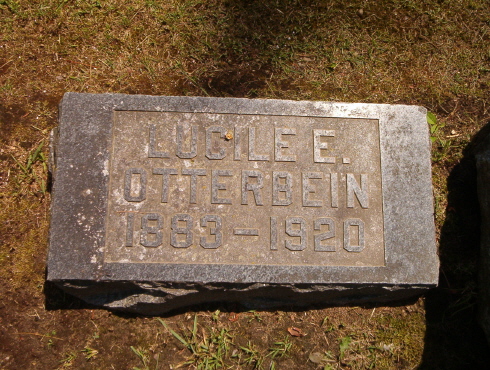 LUCILE E.
OTTERBEIN
1883-1920